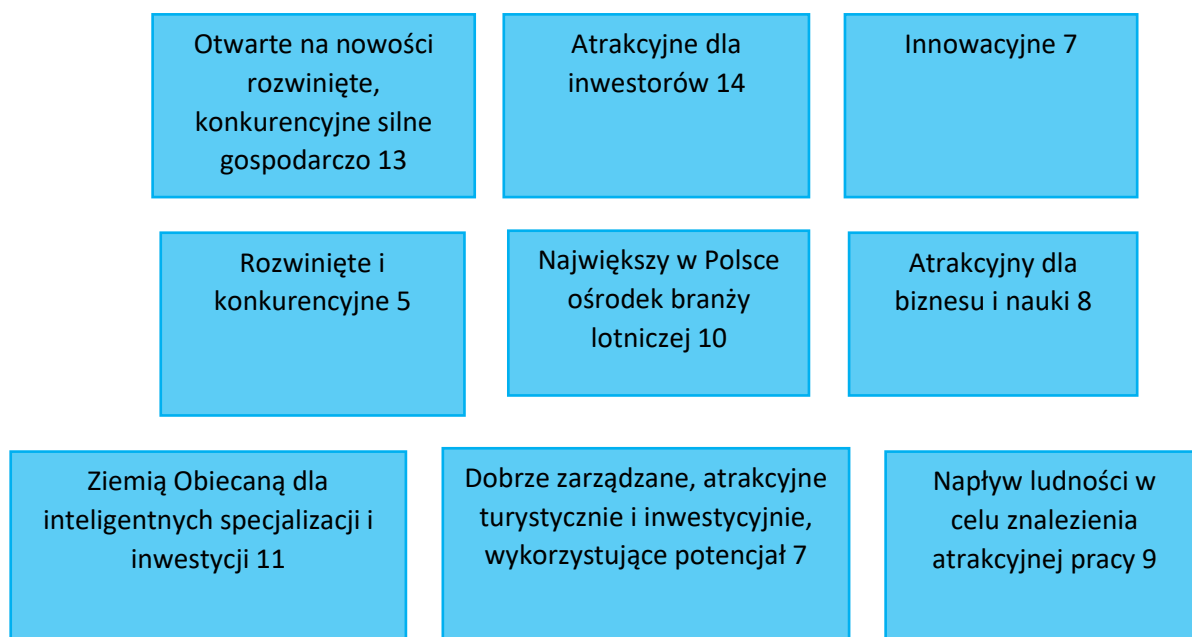 Otwarte na nowości
rozwinięte,
konkurencyjne silne
gospodarczo 13
Atrakcyjne dla
inwestorów 14
Innowacyjne 7
Rozwinięte i
konkurencyjne 5
Największy w Polsce
ośrodek branży
lotniczej 10
Atrakcyjny dla
biznesu i nauki 8
Ziemią Obiecaną dla
inteligentnych specjalizacji i
inwestycji 11
Dobrze zarządzane, atrakcyjne
turystycznie i inwestycyjnie,
wykorzystujące potencjał 7
Napływ ludności w
celu znalezienia
atrakcyjnej pracy 9